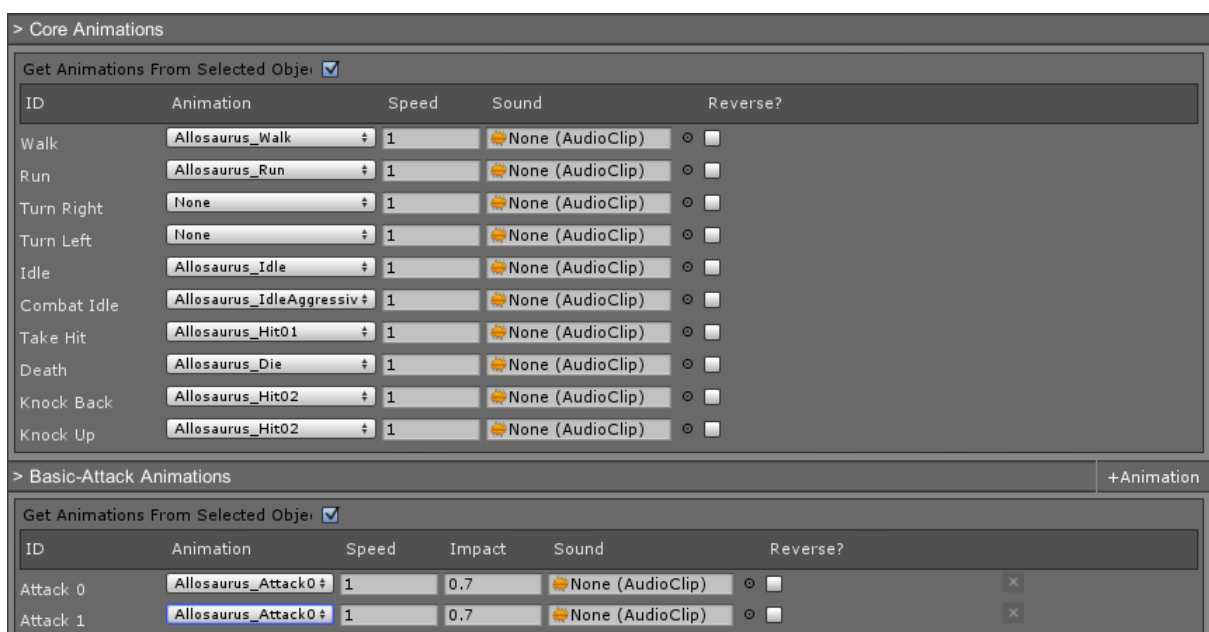 > Core Animations
Get Animations From Selected Obje
ID Animation Speed Sound Reverse?
Walk Allosaurus_Walk 1 None (AudioClip)
Run Allosaurus_Run 1 None (AudioClip)
Turn Right None 1 None (AudioClip)
Turn Left None 1 None (AudioClip)
Idle Allosaurus_Idle 1 None (AudioClip)
Combat Idle Allosaurus_IdleAggressiv 1 None (AudioClip)
Take Hit Allosaurus_Hit01 1 None (AudioClip)
Death Allosaurus_Die 1 None (AudioClip)
Knock Back Allosaurus_Hit02 1 None (AudioClip)
Knock Up Allosaurus_Hit02 1 None (AudioClip)
> Basic-Attack Animations +Animation
Get Animations From Selected Obje
ID Animation Speed Impact Sound Reverse?
Attack 0 Allosaurus_Attack0 1 0.7 None (AudioClip) ×
Attack 1 Allosaurus_Attack0 1 0.7 None (AudioClip) ×